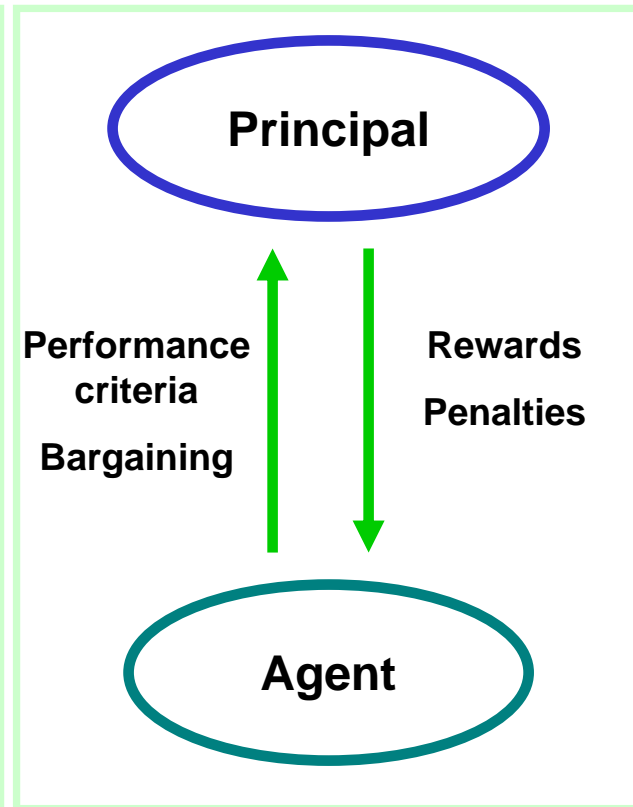 Principal
Performance
criteria
Bargaining
Rewards
Penalties
Agent